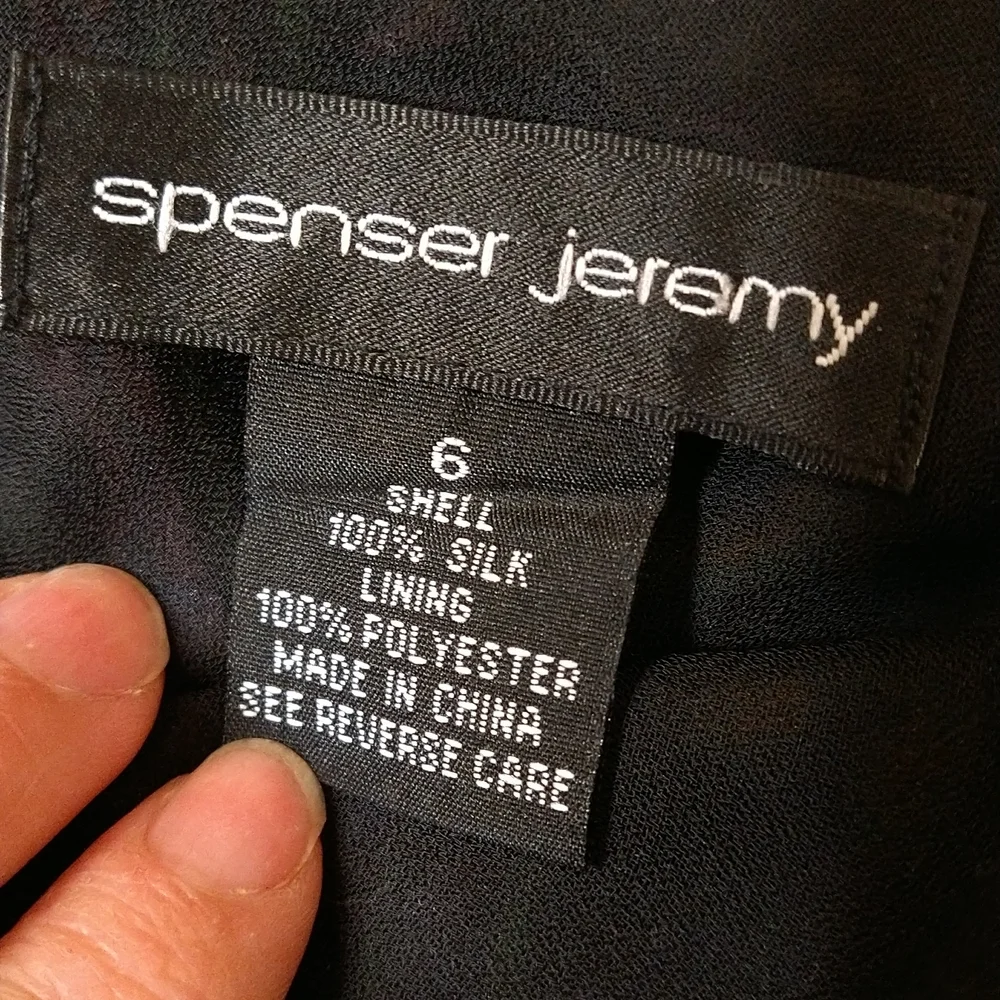 spenser jeremy
6
SHELL
100% SILK
LINING
100% POLYESTER
MADE IN CHINA
SEE REVERSE CARE